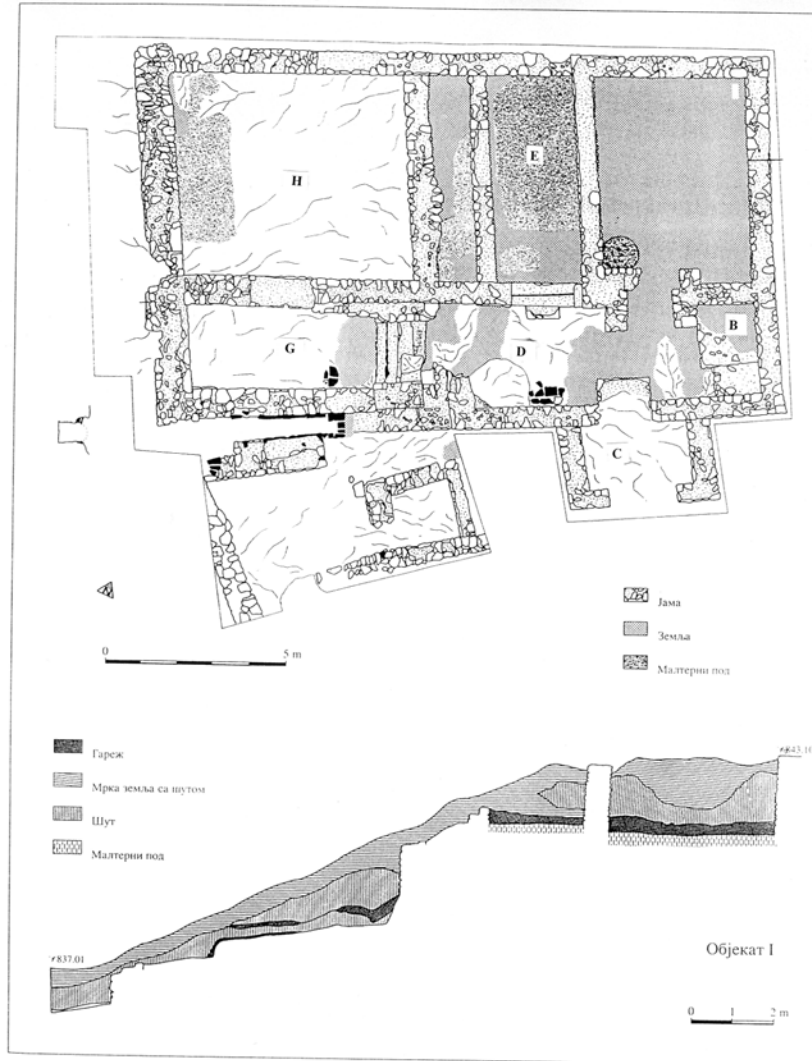 H
E
G
D
B
C
0 5 m
Јама
Земља
Малтерни под
Гареж
Мрка земља са шутом
Шут
Малтерни под
837.01
Објекат I
0 1 2 m